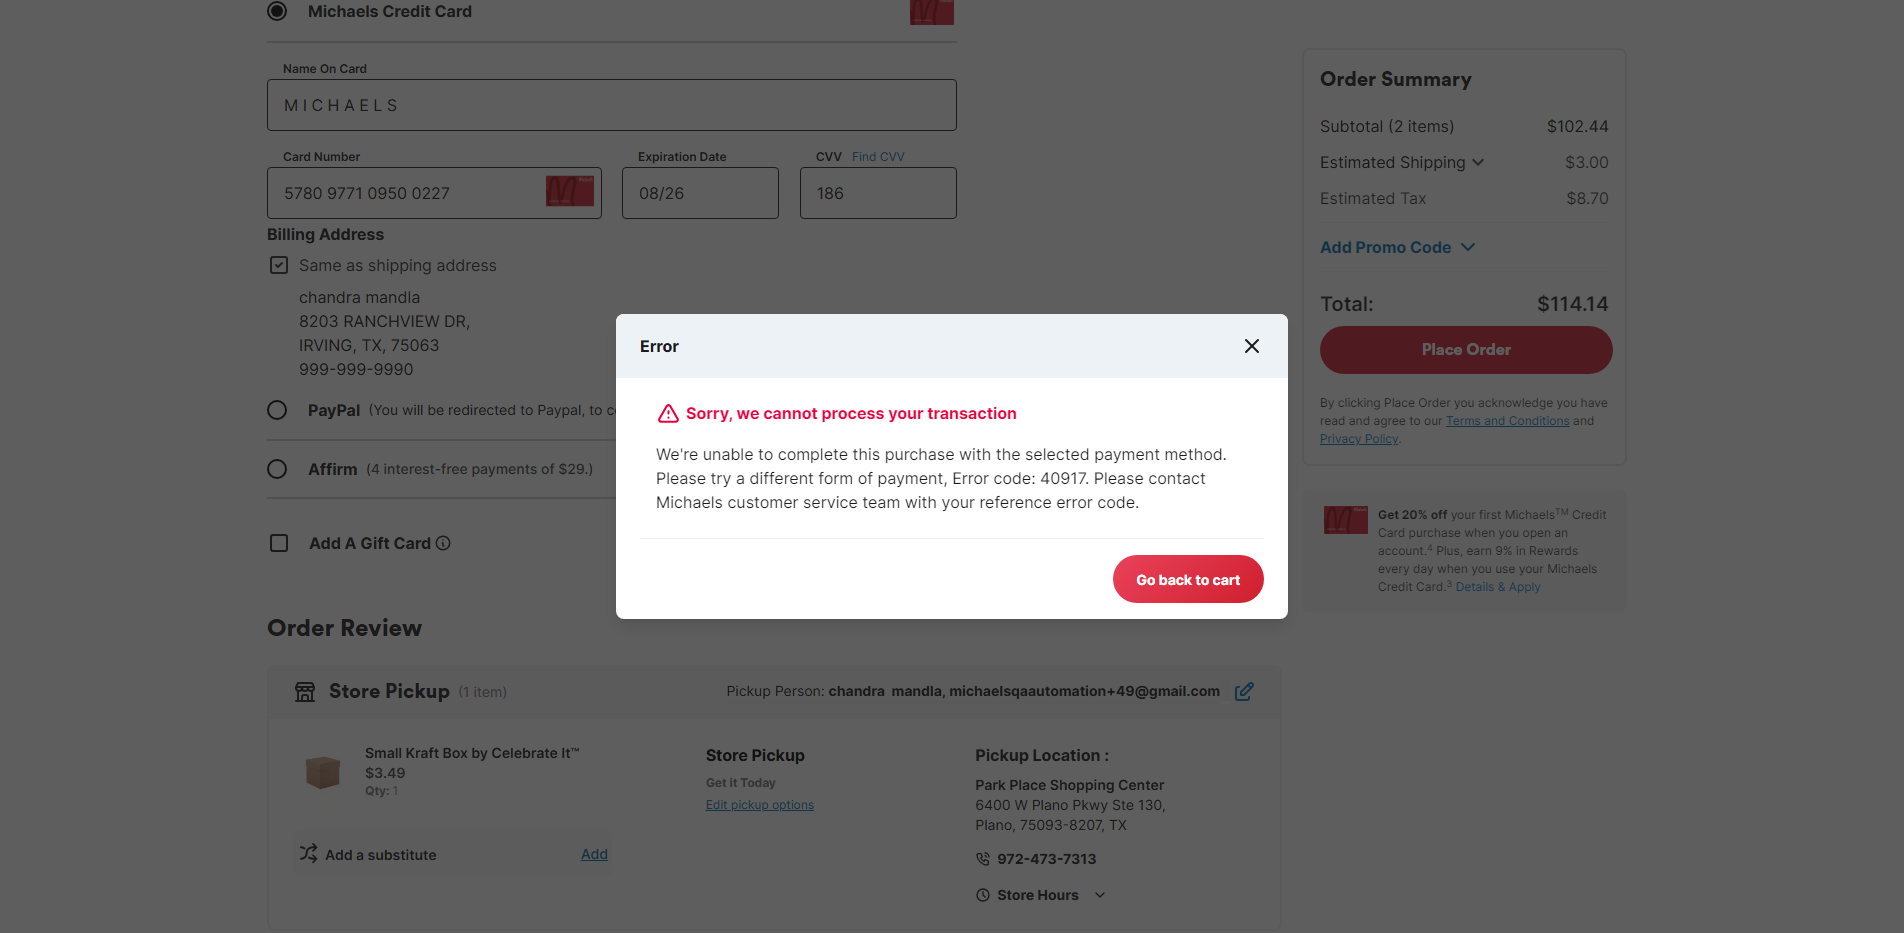 Michaels Credit Card
Name On Card
MICHAELS
Card Number
Expiration Date
CVV Find CVV
5780 9771 0950 0227
08/26
186
Billing Address
Same as shipping address
chandra mandla
8203 RANCHVIEW DR,
IRVING, TX, 75063
999-999-9990
PayPal (You will be redirected to Paypal, to c
Affirm (4 interest-free payments of $29.)
Add A Gift Card
Order Summary
Subtotal (2 items) $102.44
Estimated Shipping $3.00
Estimated Tax $8.70
Add Promo Code
Total: $114.14
Place Order
By clicking Place Order you acknowledge you have
read and agree to our Terms and Conditions and
Privacy Policy.
Get 20% off your first Michaels™ Credit
Card purchase when you open an
account.⁴ Plus, earn 9% in Rewards
every day when you use your Michaels
Credit Card.³ Details & Apply
Error
Sorry, we cannot process your transaction
We're unable to complete this purchase with the selected payment method.
Please try a different form of payment, Error code: 40917. Please contact
Michaels customer service team with your reference error code.
Go back to cart
Order Review
Store Pickup (1 item)
Pickup Person: chandra mandla, michaelsqaautomation+49@gmail.com
Small Kraft Box by Celebrate It™
$3.49
Qty: 1
Add a substitute Add
Store Pickup
Get it Today
Edit pickup options
Pickup Location :
Park Place Shopping Center
6400 W Plano Pkwy Ste 130,
Plano, 75093-8207, TX
972-473-7313
Store Hours